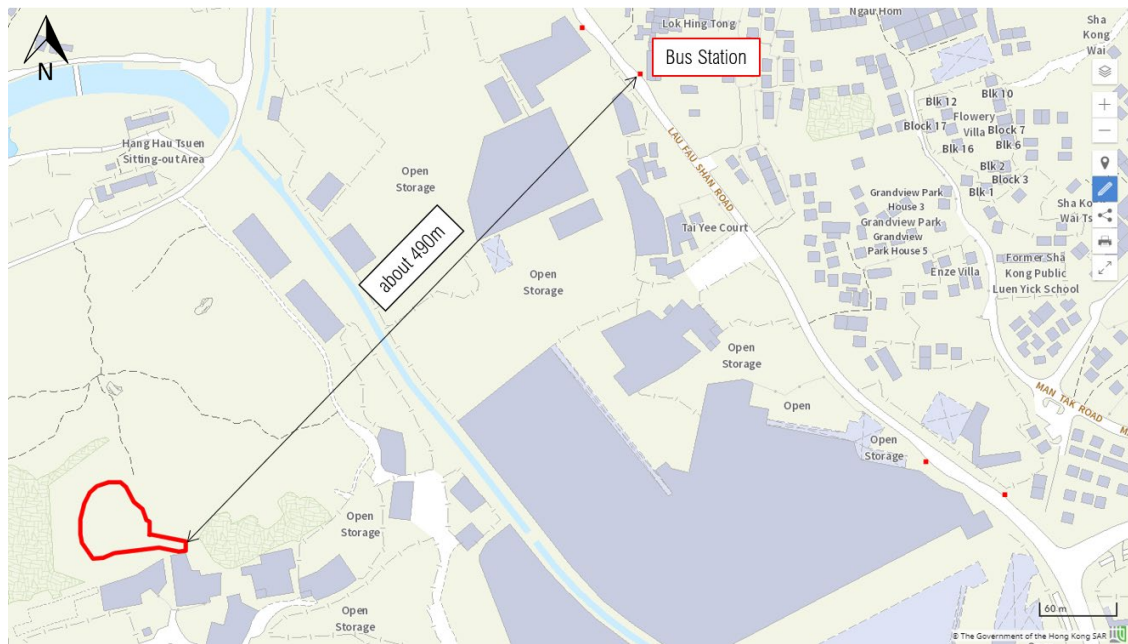 N
Lok Hing Tong
Ngau Hom
Sha
Kong
Wai
Bus Station
Hang Hau Tsuen
Sitting-out Area
Open
Storage
LAU FAU SHAN ROAD
Blk 12
Blk 10
Flowery
Block 17
Villa
Block 7
Blk 16
Blk 6
Blk 2
Block 3
Blk 1
Grandview Park
House 3
Grandview Park
Grandview
Park House 5
Tai Yee Court
Enze Villa
Former Sha
Kong Public
Luen Yick School
about 490m
Open
Storage
Open
Storage
Open
MAN TAK ROAD
Open
Storage
Open
Storage
Open
Storage
60 m
© The Government of the Hong Kong SAR